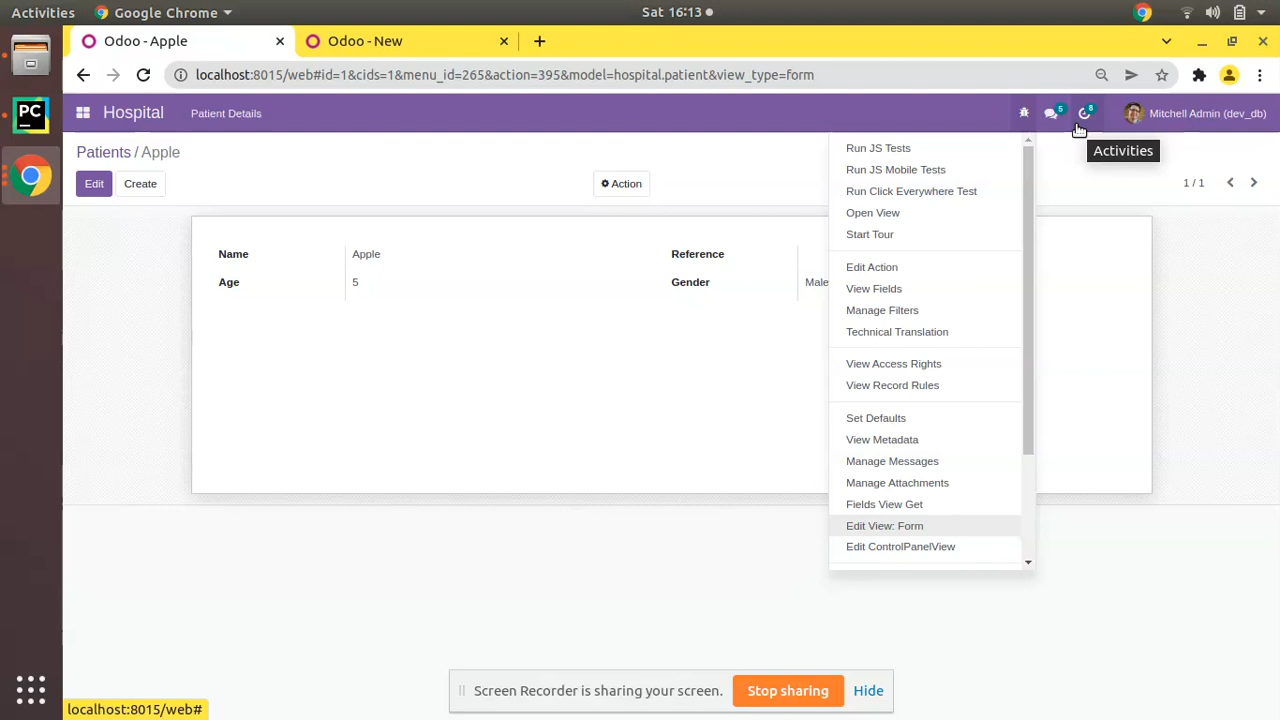 Activities
Google Chrome
Sat 16:13
Odoo - Apple
Odoo - New
localhost:8015/web#id=1&cids=1&menu_id=265&action=395&model=hospital.patient&view_type=form
Hospital
Patient Details
5
8
Mitchell Admin (dev_db)
Activities
Patients / Apple
Edit
Create
Action
1 / 1
Name
Apple
Age
5
Reference
Gender
Male
Run JS Tests
Run JS Mobile Tests
Run Click Everywhere Test
Open View
Start Tour
Edit Action
View Fields
Manage Filters
Technical Translation
View Access Rights
View Record Rules
Set Defaults
View Metadata
Manage Messages
Manage Attachments
Fields View Get
Edit View: Form
Edit ControlPanelView
PC
Screen Recorder is sharing your screen.
Stop sharing
Hide
localhost:8015/web#